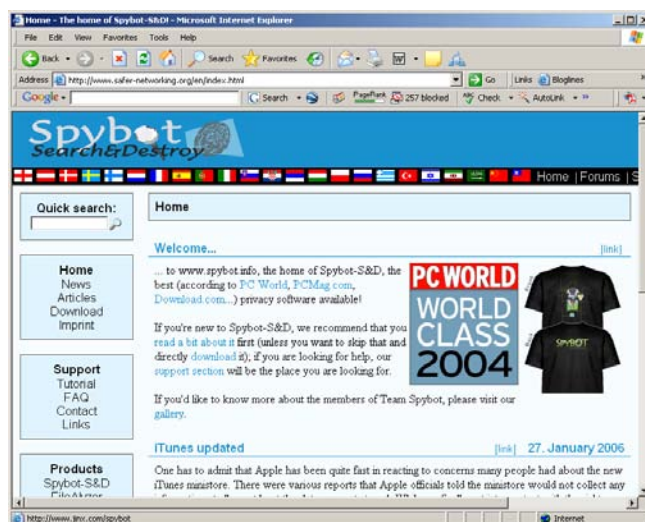 Home - The home of Spybot-S&D! - Microsoft Internet Explorer
File Edit View Favorites Tools Help
Back Search Favorites
Address http://www.safer-networking.org/en/index.html Go Links Bloglines
Google Search PageRank 257 blocked Check AutoLink
Spybot
Search&Destroy
Home | Forums | S
Quick search:
Home
News
Articles
Download
Imprint
Support
Tutorial
FAQ
Contact
Links
Products
Spybot-S&D
FileAlyzer
Home
Welcome... [link]
... to www.spybot.info, the home of Spybot-S&D, the
best (according to PC World, PCMag.com,
Download.com...) privacy software available!
If you're new to Spybot-S&D, we recommend that you
read a bit about it first (unless you want to skip that and
directly download it); if you are looking for help, our
support section will be the place you are looking for.
If you'd like to know more about the members of Team Spybot, please visit our
gallery.
PC WORLD
WORLD
CLASS
2004
SPYBOT
iTunes updated [link] 27. January 2006
One has to admit that Apple has been quite fast in reacting to concerns many people had about the new
iTunes ministore. There were various reports that Apple officials told the ministore would not collect any
http://www.jinx.com/spybot Internet